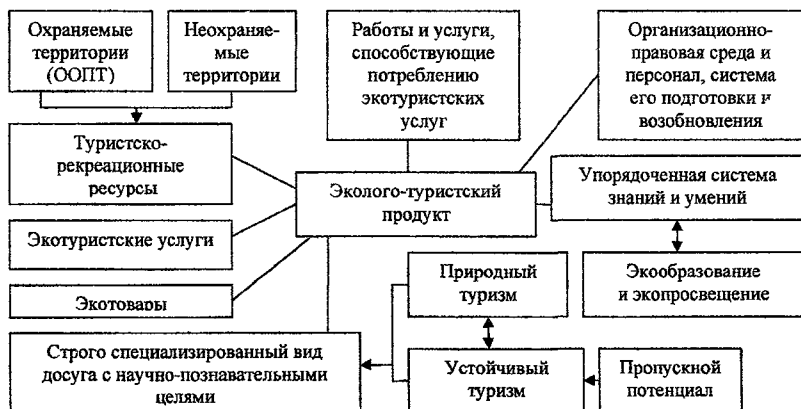 Охраняемые
территории
(ООПТ)
Неохраняе-
мые
территории
Работы и услуги,
способствующие
потреблению
экотуристских
услуг
Организационно-
правовая среда и
персонал, система
его подготовки и
возобновления
Туристско-
рекреационные
ресурсы
Эколого-туристский
продукт
Упорядоченная система
знаний и умений
Экотуристские услуги
Экотовары
Природный
туризм
Экообразование
и экопросвещение
Строго специализированный вид
досуга с научно-познавательными
целями
Устойчивый
туризм
Пропускной
потенциал